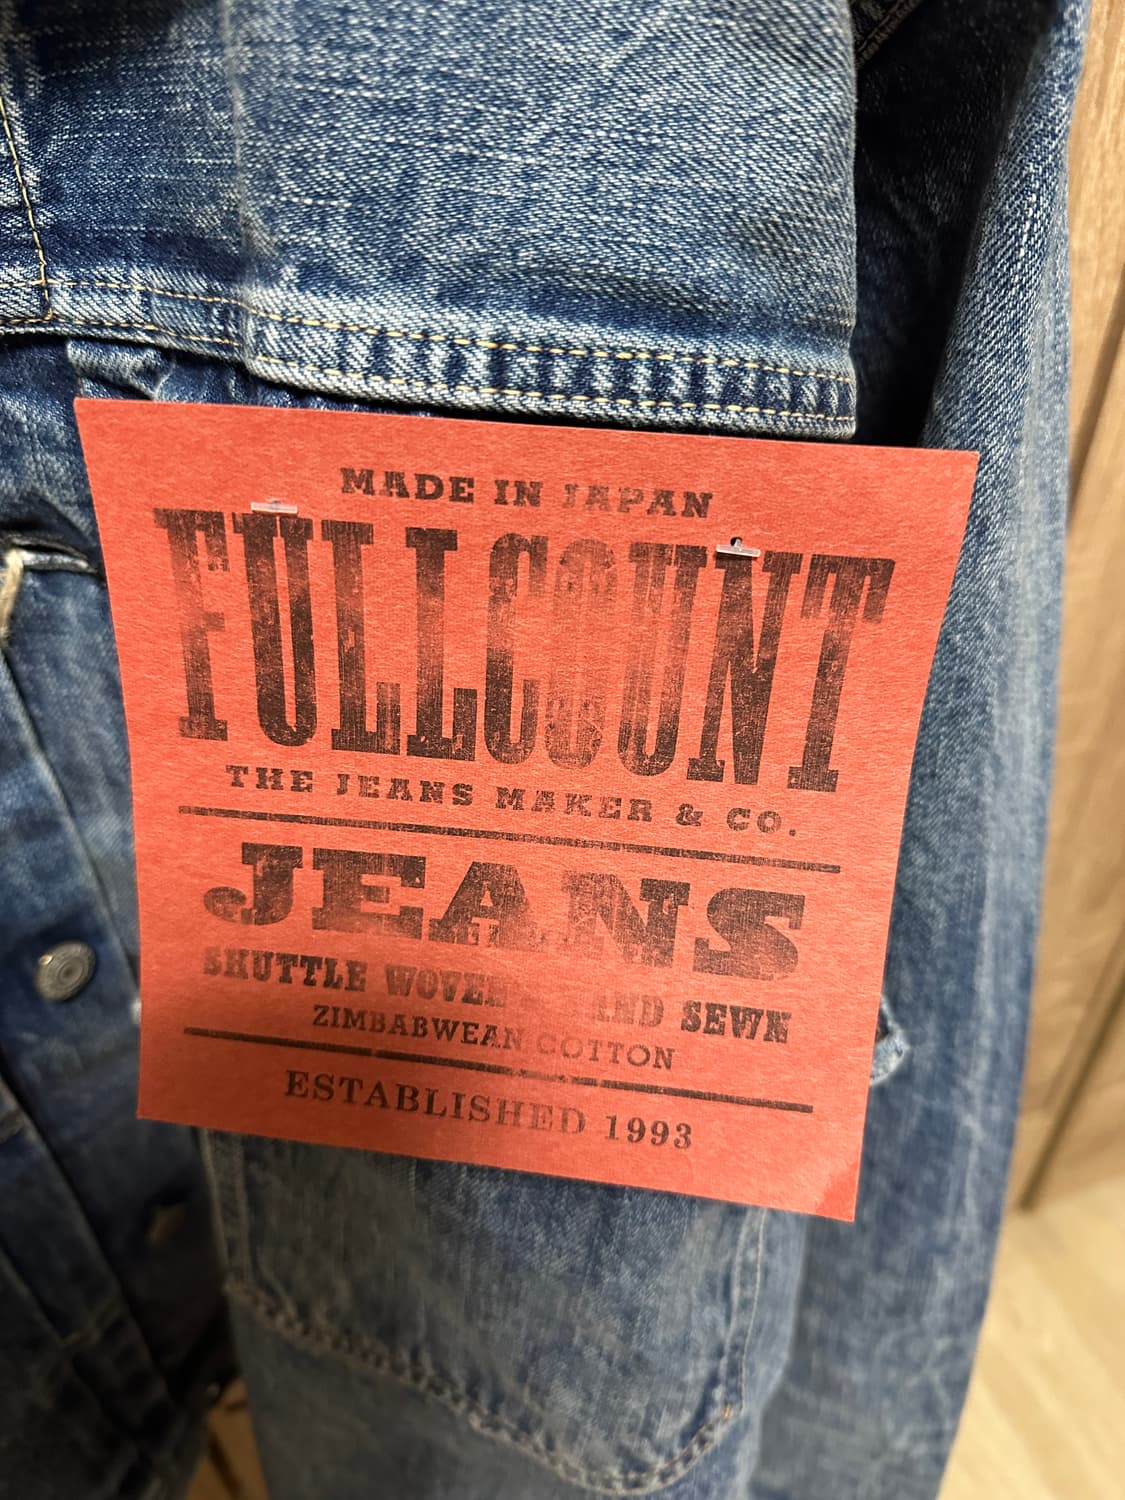 MADE IN JAPAN
FULLCOUNT
THE JEANS MAKER & CO.
JEANS
SHUTTLE WOVEN AND SEWN
ZIMBABWEAN COTTON
ESTABLISHED 1993